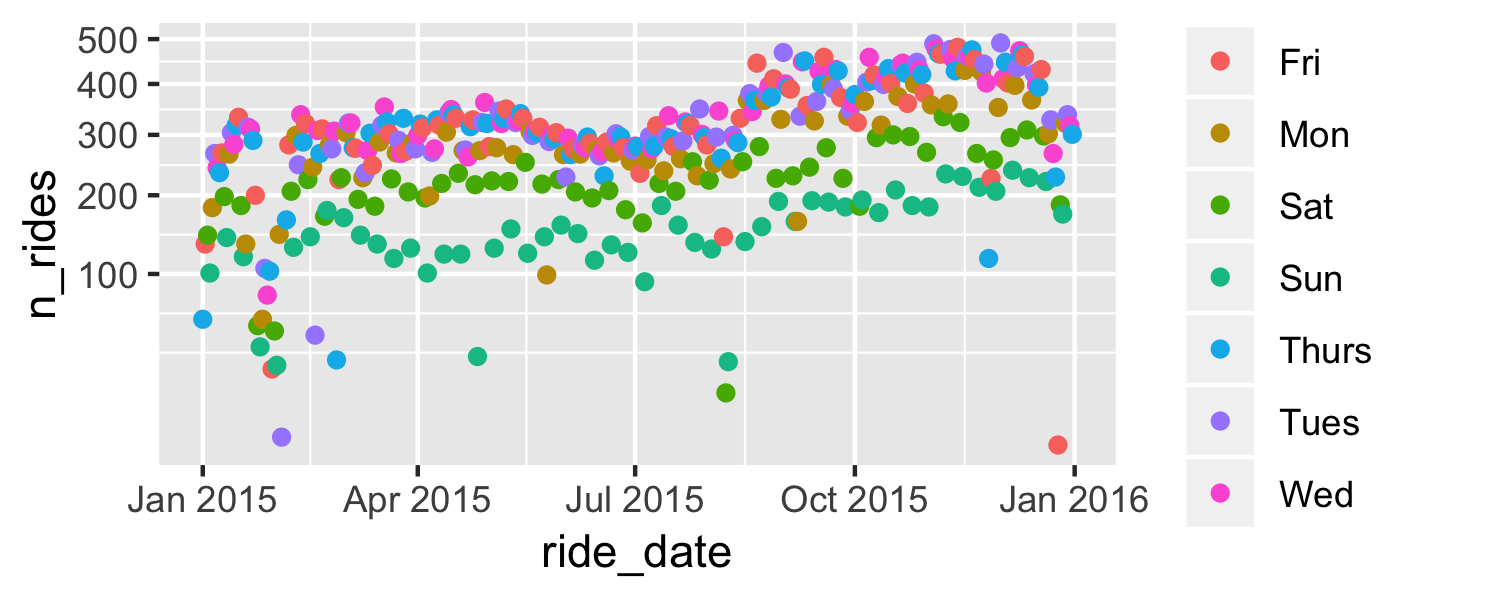 500
400
300
200
100
n_rides
Jan 2015
Apr 2015
Jul 2015
Oct 2015
Jan 2016
ride_date
Fri
Mon
Sat
Sun
Thurs
Tues
Wed